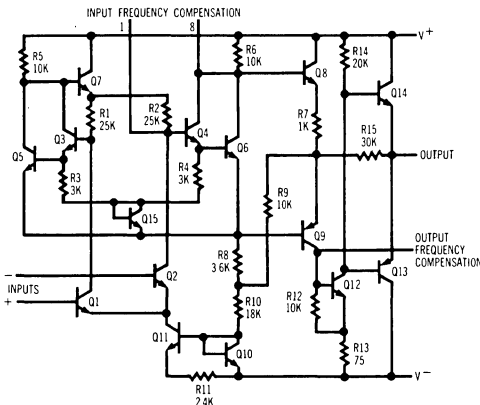 INPUT FREQUENCY COMPENSATION
1 8
V+
R5
10K
R6
10K
R14
20K
Q7
Q8
Q14
R1
25K
R2
25K
Q3
Q4
R7
1K
R15
30K
Q5
Q6
OUTPUT
R3
3K
R4
3K
R9
10K
Q15
Q9
OUTPUT
FREQUENCY
COMPENSATION
R8
3.6K
−
INPUTS
+
Q2
Q1
R10
18K
R12
10K
Q12
Q13
Q11
Q10
R13
75
R11
2.4K
V−